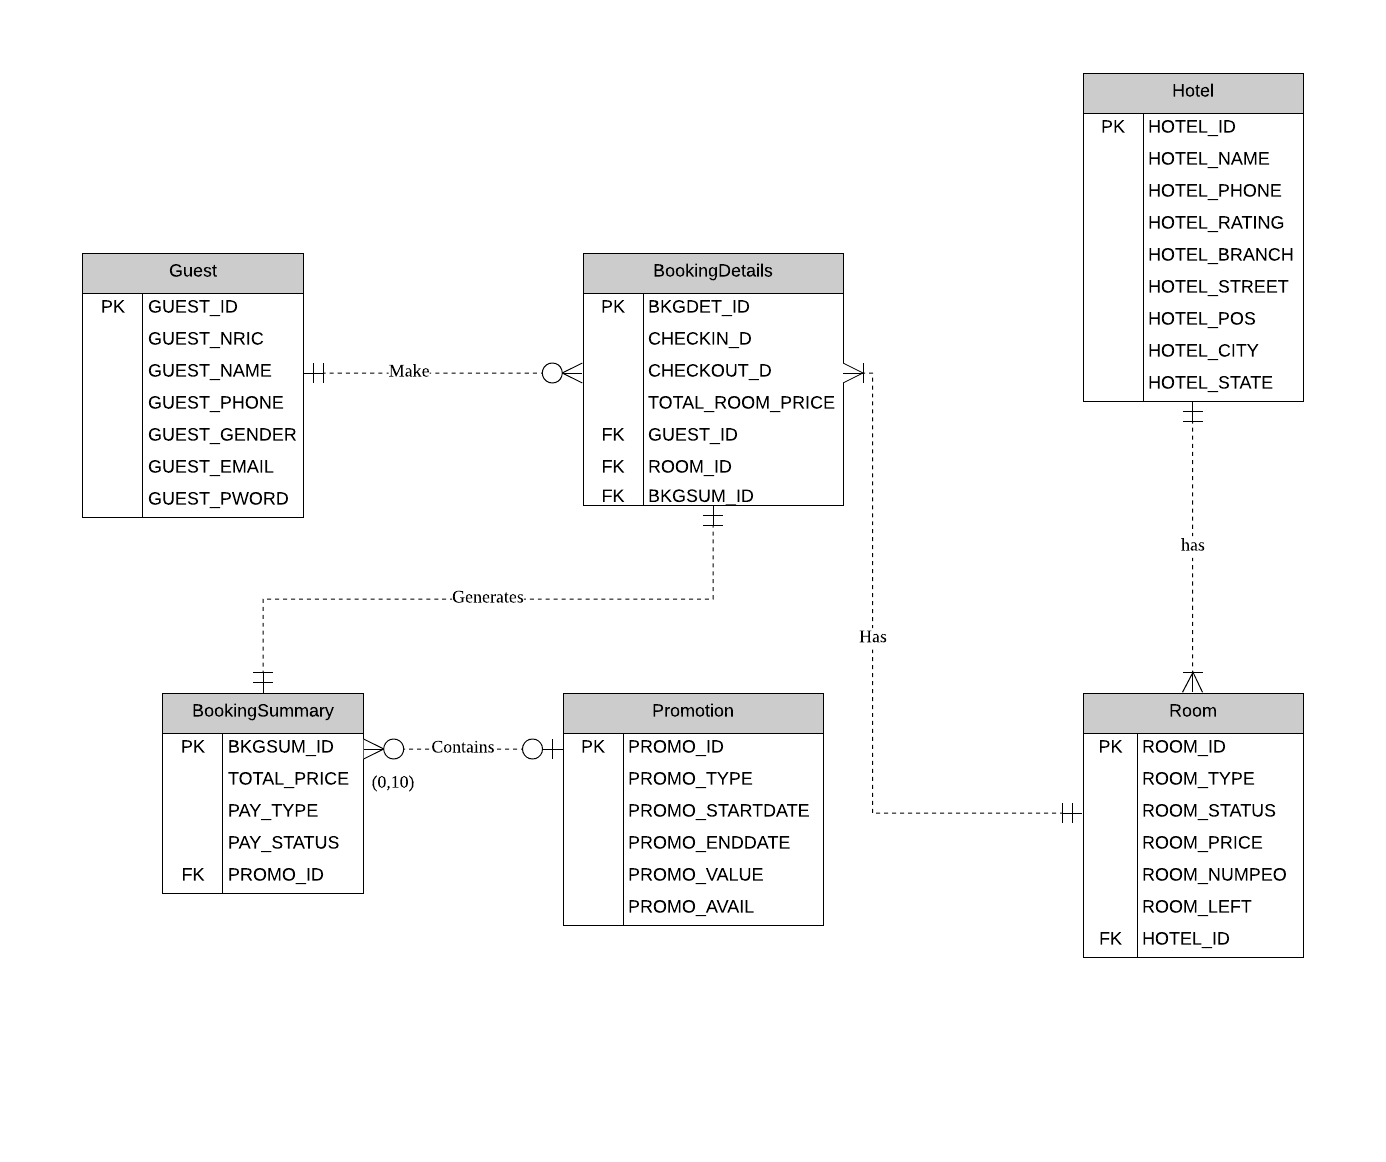 Hotel
PK HOTEL_ID
HOTEL_NAME
HOTEL_PHONE
HOTEL_RATING
HOTEL_BRANCH
HOTEL_STREET
HOTEL_POS
HOTEL_CITY
HOTEL_STATE
Guest
PK GUEST_ID
GUEST_NRIC
GUEST_NAME
GUEST_PHONE
GUEST_GENDER
GUEST_EMAIL
GUEST_PWORD
Make
BookingDetails
PK BKGDET_ID
CHECKIN_D
CHECKOUT_D
TOTAL_ROOM_PRICE
FK GUEST_ID
FK ROOM_ID
FK BKGSUM_ID
has
Generates
Has
BookingSummary
PK BKGSUM_ID
TOTAL_PRICE
PAY_TYPE
PAY_STATUS
FK PROMO_ID
Contains
(0,10)
Promotion
PK PROMO_ID
PROMO_TYPE
PROMO_STARTDATE
PROMO_ENDDATE
PROMO_VALUE
PROMO_AVAIL
Room
PK ROOM_ID
ROOM_TYPE
ROOM_STATUS
ROOM_PRICE
ROOM_NUMPEO
ROOM_LEFT
FK HOTEL_ID